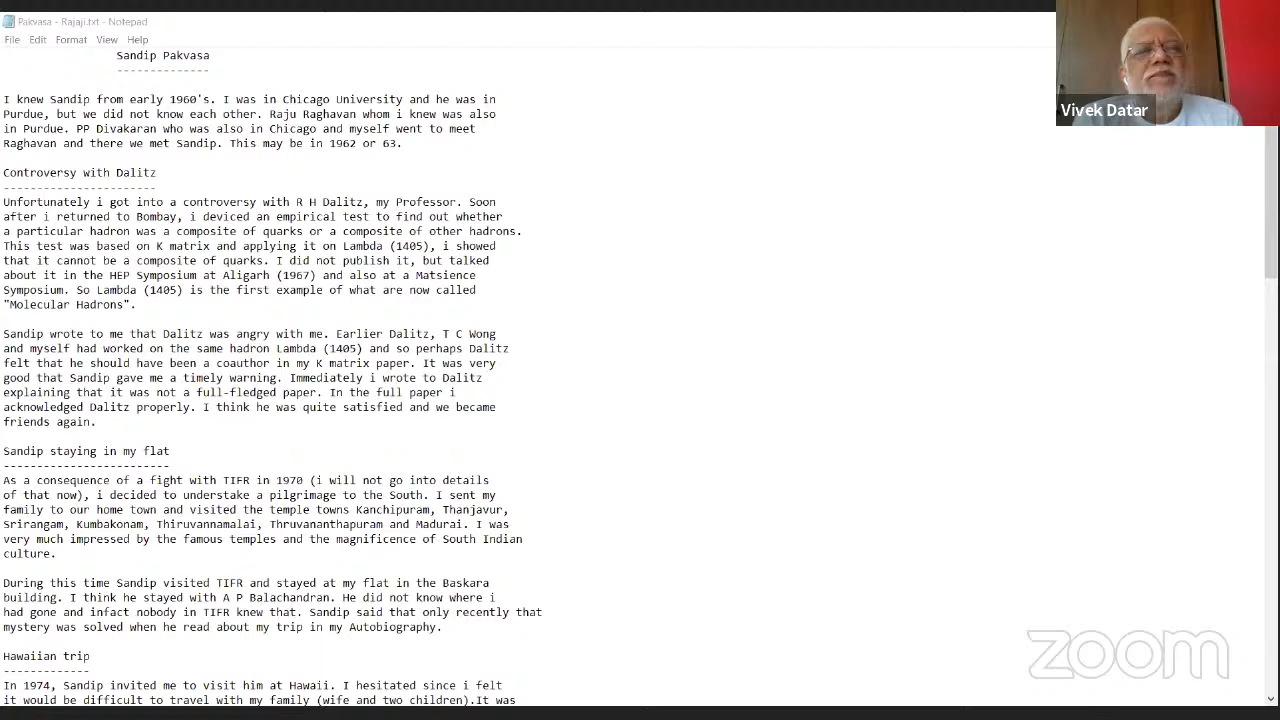 Pakvasa - Rajaji.txt - Notepad
File Edit Format View Help
Sandip Pakvasa
--------------
I knew Sandip from early 1960's. I was in Chicago University and he was in
Purdue, but we did not know each other. Raju Raghavan whom i knew was also
in Purdue. PP Divakaran who was also in Chicago and myself went to meet
Raghavan and there we met Sandip. This may be in 1962 or 63.
Controversy with Dalitz
-----------------------
Unfortunately i got into a controversy with R H Dalitz, my Professor. Soon
after i returned to Bombay, i deviced an empirical test to find out whether
a particular hadron was a composite of quarks or a composite of other hadrons.
This test was based on K matrix and applying it on Lambda (1405), i showed
that it cannot be a composite of quarks. I did not publish it, but talked
about it in the HEP Symposium at Aligarh (1967) and also at a Matsience
Symposium. So Lambda (1405) is the first example of what are now called
"Molecular Hadrons".
Sandip wrote to me that Dalitz was angry with me. Earlier Dalitz, T C Wong
and myself had worked on the same hadron Lambda (1405) and so perhaps Dalitz
felt that he should have been a coauthor in my K matrix paper. It was very
good that Sandip gave me a timely warning. Immediately i wrote to Dalitz
explaining that it was not a full-fledged paper. In the full paper i
acknowledged Dalitz properly. I think he was quite satisfied and we became
friends again.
Sandip staying in my flat
-------------------------
As a consequence of a fight with TIFR in 1970 (i will not go into details
of that now), i decided to understake a pilgrimage to the South. I sent my
family to our home town and visited the temple towns Kanchipuram, Thanjavur,
Srirangam, Kumbakonam, Thiruvannamalai, Thruvananthapuram and Madurai. I was
very much impressed by the famous temples and the magnificence of South Indian
culture.
During this time Sandip visited TIFR and stayed at my flat in the Baskara
building. I think he stayed with A P Balachandran. He did not know where i
had gone and infact nobody in TIFR knew that. Sandip said that only recently that
mystery was solved when he read about my trip in my Autobiography.
Hawaiian trip
-------------
In 1974, Sandip invited me to visit him at Hawaii. I hesitated since i felt
it would be difficult to travel with my family (wife and two children).It was
Vivek Datar
zoom